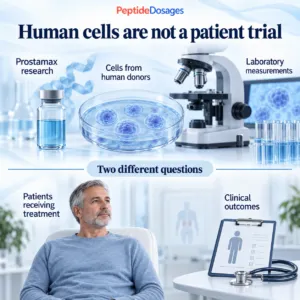 PeptideDosages
Human cells are not a patient trial
Prostamax
research
Cells from
human donors
Laboratory
measurements
Two different questions
Patients
receiving
treatment
Clinical
outcomes